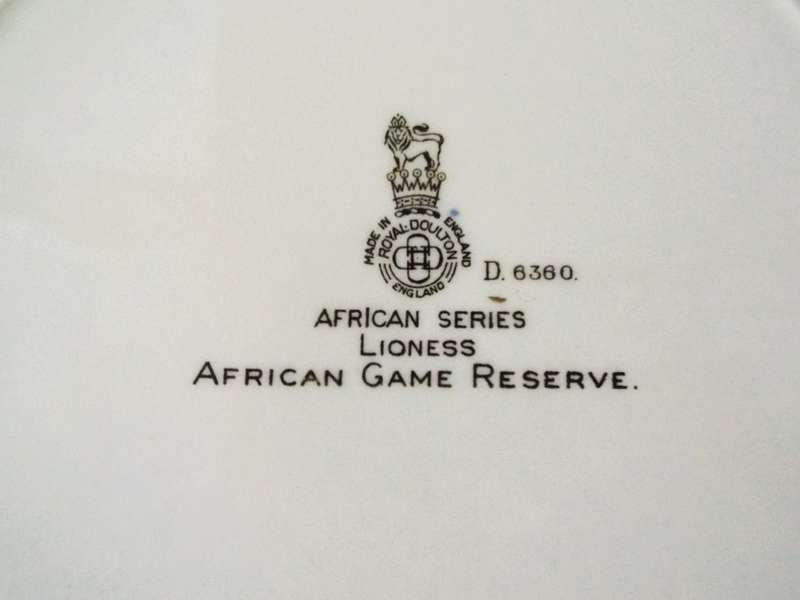 MADE IN ENGLAND
ROYAL·DOULTON
ENGLAND
D. 6360.
AFRICAN SERIES
LIONESS
AFRICAN GAME RESERVE.